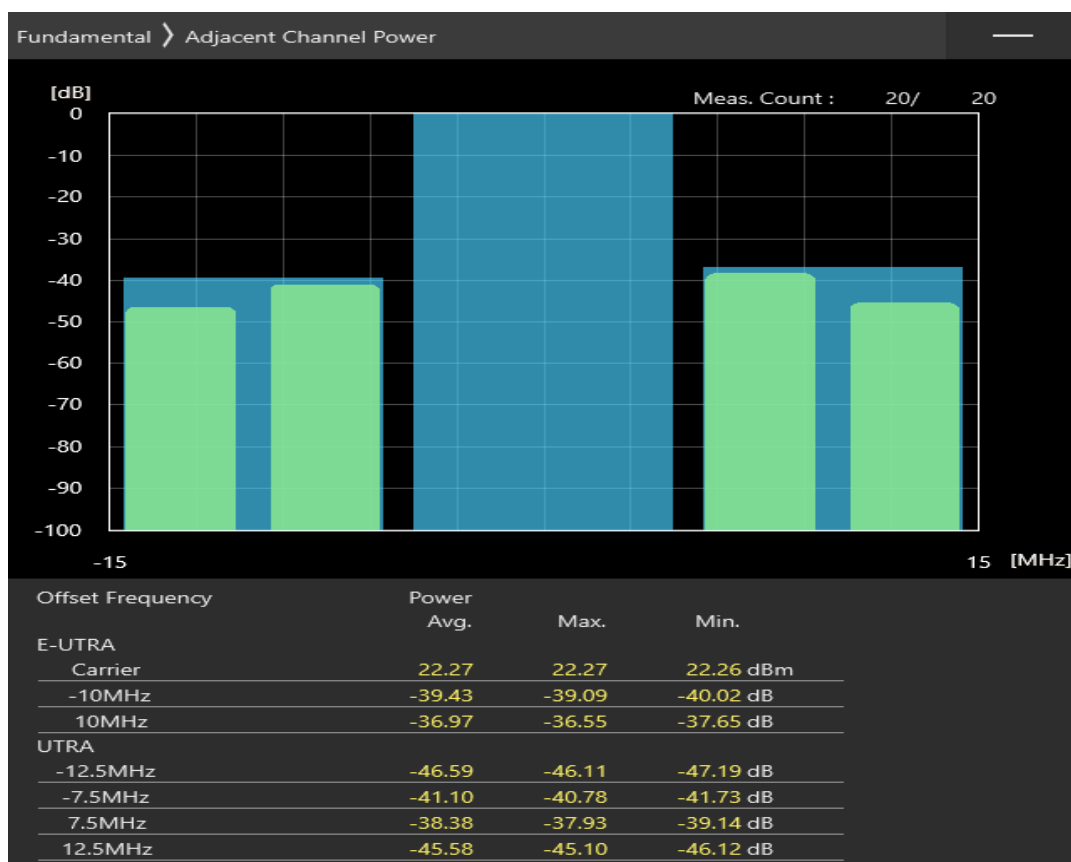 Fundamental 〉 Adjacent Channel Power
[dB]
Meas. Count : 20/ 20
0
-10
-20
-30
-40
-50
-60
-70
-80
-90
-100
-15 15 [MHz]
Offset Frequency Power
Avg. Max. Min.
E-UTRA
Carrier 22.27 22.27 22.26 dBm
-10MHz -39.43 -39.09 -40.02 dB
10MHz -36.97 -36.55 -37.65 dB
UTRA
-12.5MHz -46.59 -46.11 -47.19 dB
-7.5MHz -41.10 -40.78 -41.73 dB
7.5MHz -38.38 -37.93 -39.14 dB
12.5MHz -45.58 -45.10 -46.12 dB